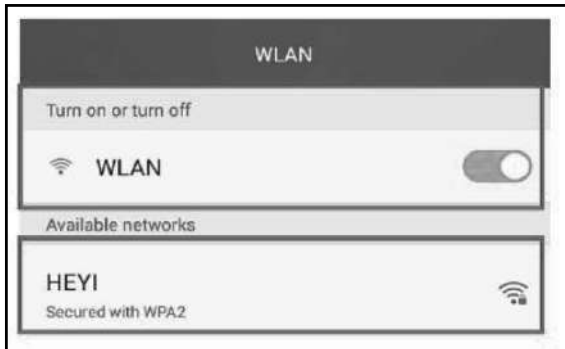 WLAN
Turn on or turn off
WLAN
Available networks
HEYI
Secured with WPA2